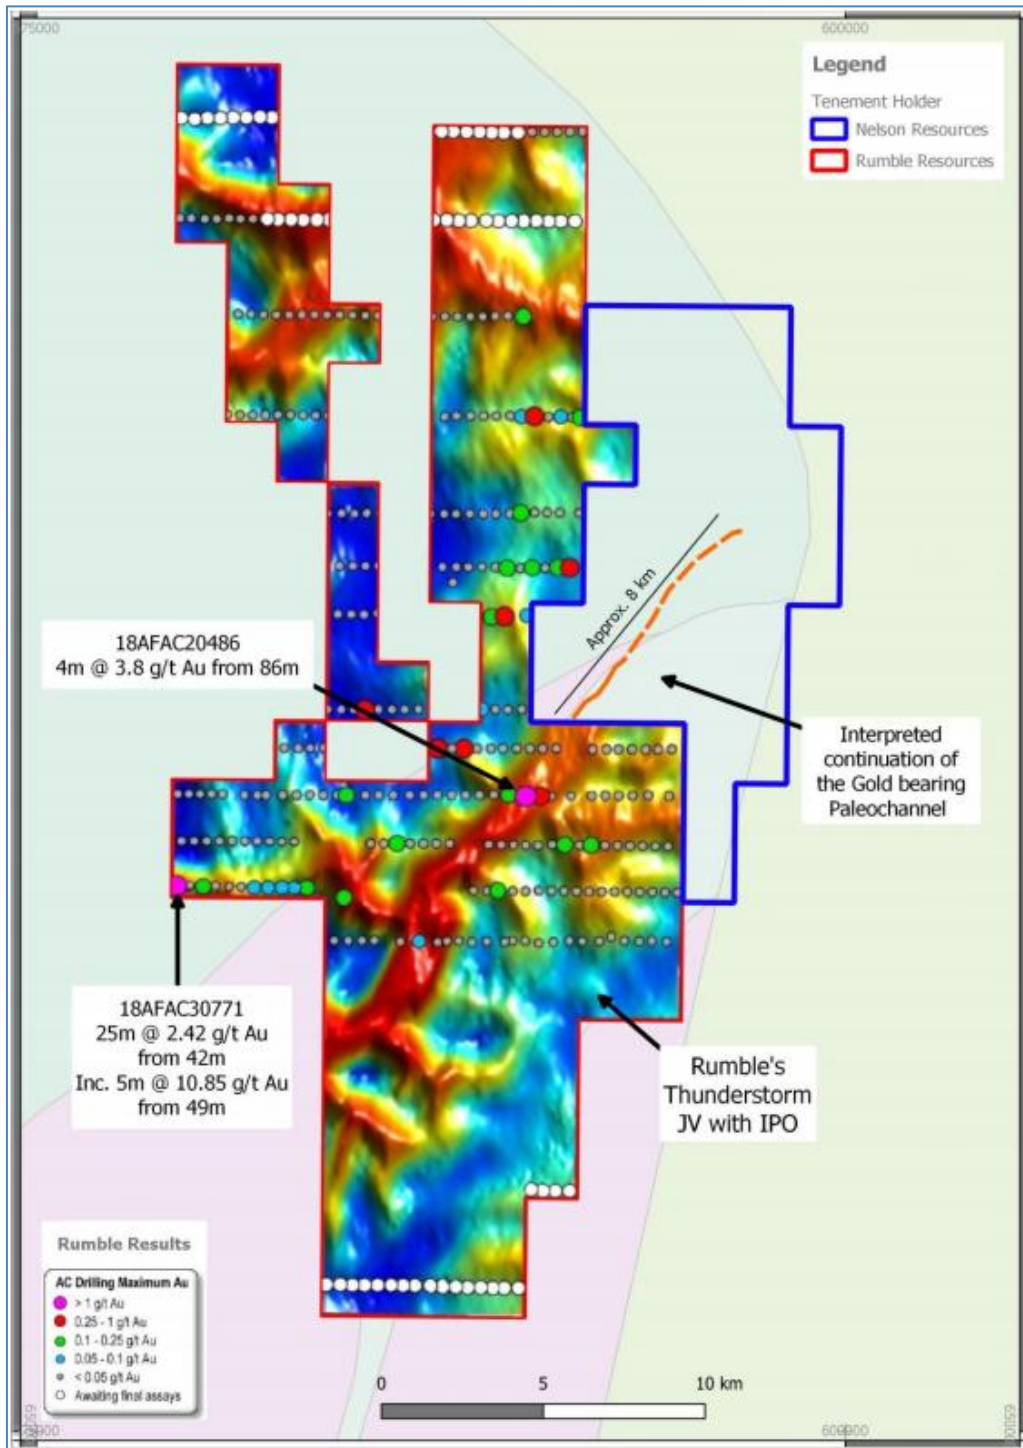 75000
600000
Legend
Tenement Holder
Nelson Resources
Rumble Resources
Approx. 8 km
18AFAC20486
4m @ 3.8 g/t Au from 86m
Interpreted
continuation of
the Gold bearing
Paleochannel
18AFAC30771
25m @ 2.42 g/t Au
from 42m
Inc. 5m @ 10.85 g/t Au
from 49m
Rumble's
Thunderstorm
JV with IPO
Rumble Results
AC Drilling Maximum Au
> 1 g/t Au
0.25 - 1 g/t Au
0.1 - 0.25 g/t Au
0.05 - 0.1 g/t Au
< 0.05 g/t Au
Awaiting final assays
0
5
10 km